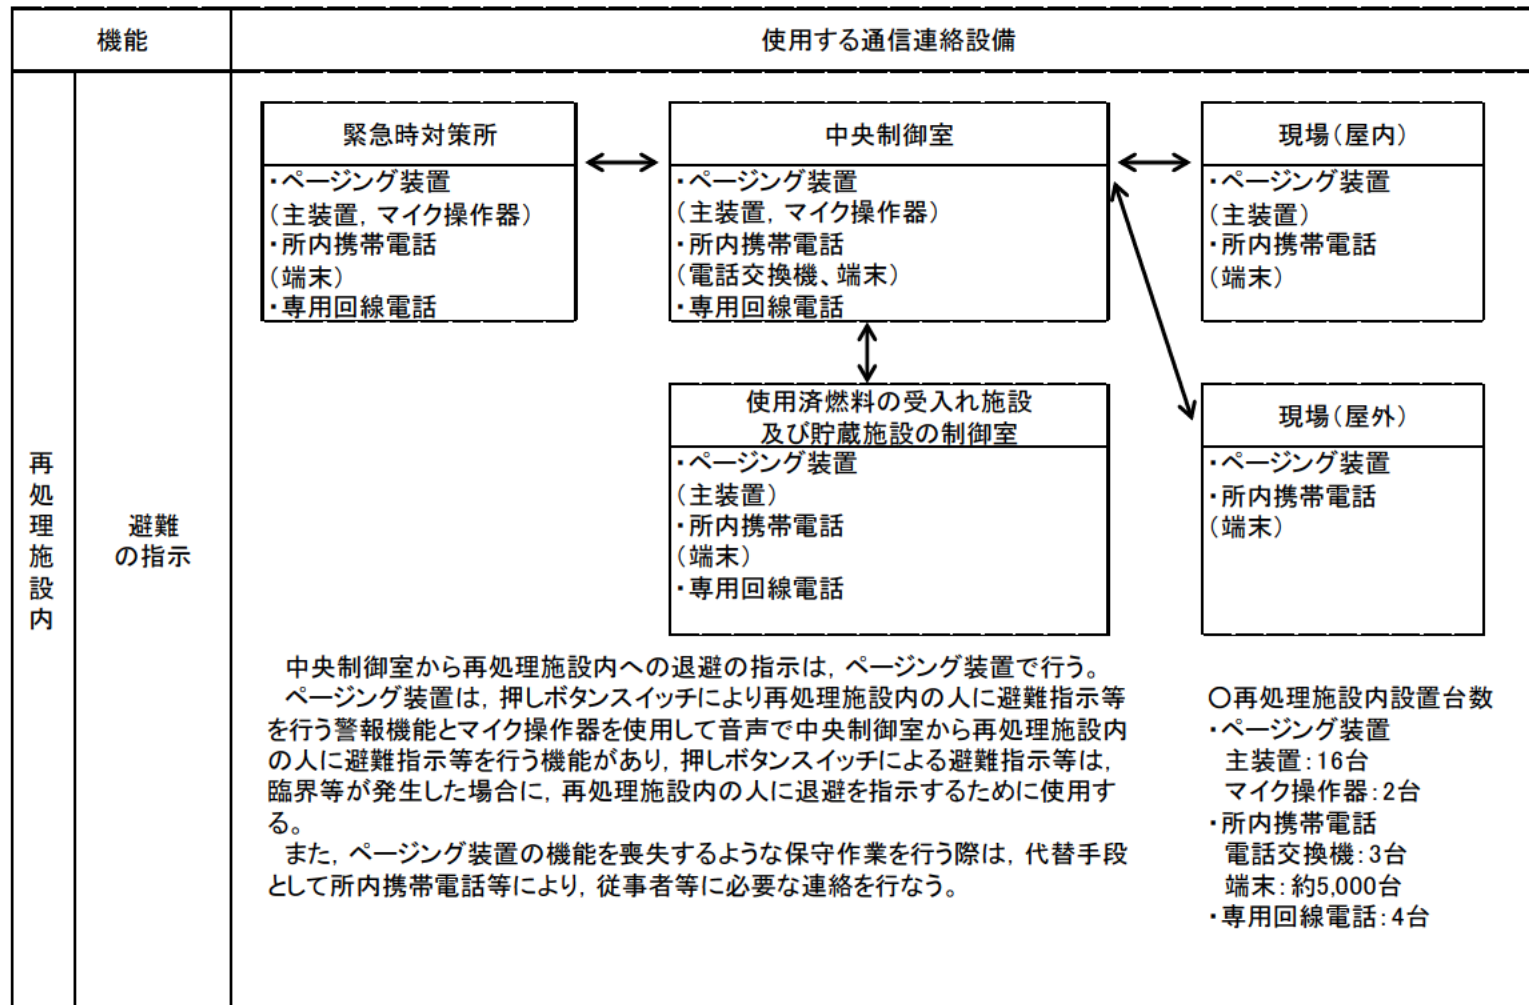 機能
使用する通信連絡設備
再処理施設内
避難
の指示
緊急時対策所
・ページング装置
（主装置，マイク操作器）
・所内携帯電話
（端末）
・専用回線電話
中央制御室
・ページング装置
（主装置，マイク操作器）
・所内携帯電話
（電話交換機、端末）
・専用回線電話
現場（屋内）
・ページング装置
（主装置）
・所内携帯電話
（端末）
使用済燃料の受入れ施設
及び貯蔵施設の制御室
・ページング装置
（主装置）
・所内携帯電話
（端末）
・専用回線電話
現場（屋外）
・ページング装置
・所内携帯電話
（端末）
中央制御室から再処理施設内への退避の指示は，ページング装置で行う。
ページング装置は，押しボタンスイッチにより再処理施設内の人に避難指示等
を行う警報機能とマイク操作器を使用して音声で中央制御室から再処理施設内
の人に避難指示等を行う機能があり，押しボタンスイッチによる避難指示等は，
臨界等が発生した場合に，再処理施設内の人に退避を指示するために使用す
る。
また，ページング装置の機能を喪失するような保守作業を行う際は，代替手段
として所内携帯電話等により，従事者等に必要な連絡を行なう。
〇再処理施設内設置台数
・ページング装置
主装置：16台
マイク操作器：2台
・所内携帯電話
電話交換機：3台
端末：約5,000台
・専用回線電話：4台